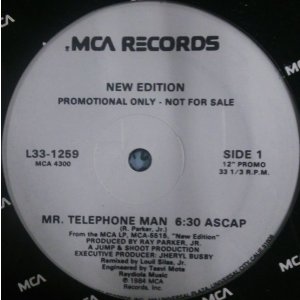 MCA RECORDS
NEW EDITION
PROMOTIONAL ONLY - NOT FOR SALE
L33-1259
MCA 4300
SIDE 1
12" PROMO
33 1/3 R.P.M.
MR. TELEPHONE MAN 6:30 ASCAP
(R. Parker, Jr.)
From the MCA LP, MCA-5515, "New Edition"
PRODUCED BY RAY PARKER, JR.
A JUMP & SHOOT PRODUCTION
EXECUTIVE PRODUCER: JHERYL BUSBY
Remixed by Louil Silas, Jr.
Engineered by Taavi Mote
Raydiola Music
℗ 1984 MCA
Records, Inc.
MCA
MCA
MCA